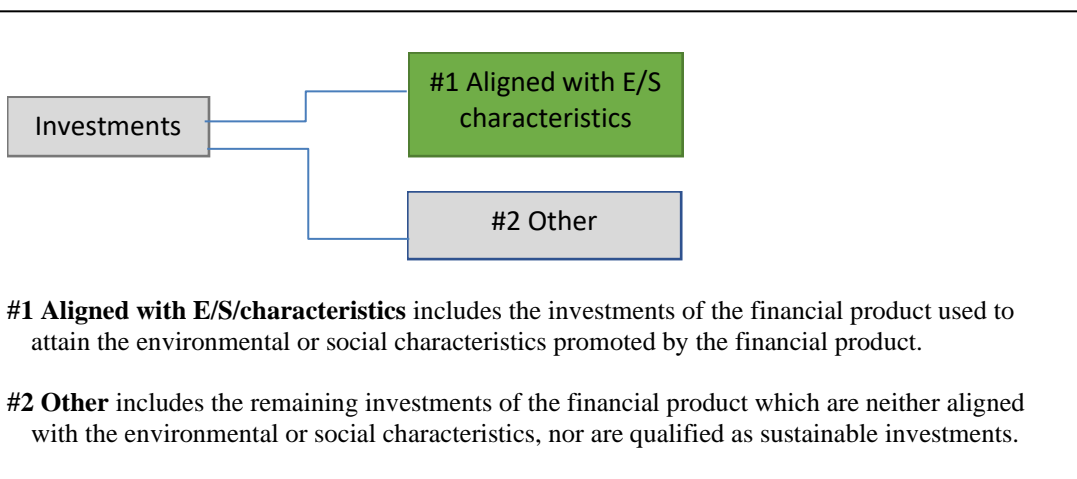 #1 Aligned with E/S
characteristics
Investments
#2 Other
#1 Aligned with E/S/characteristics includes the investments of the financial product used to
attain the environmental or social characteristics promoted by the financial product.
#2 Other includes the remaining investments of the financial product which are neither aligned
with the environmental or social characteristics, nor are qualified as sustainable investments.